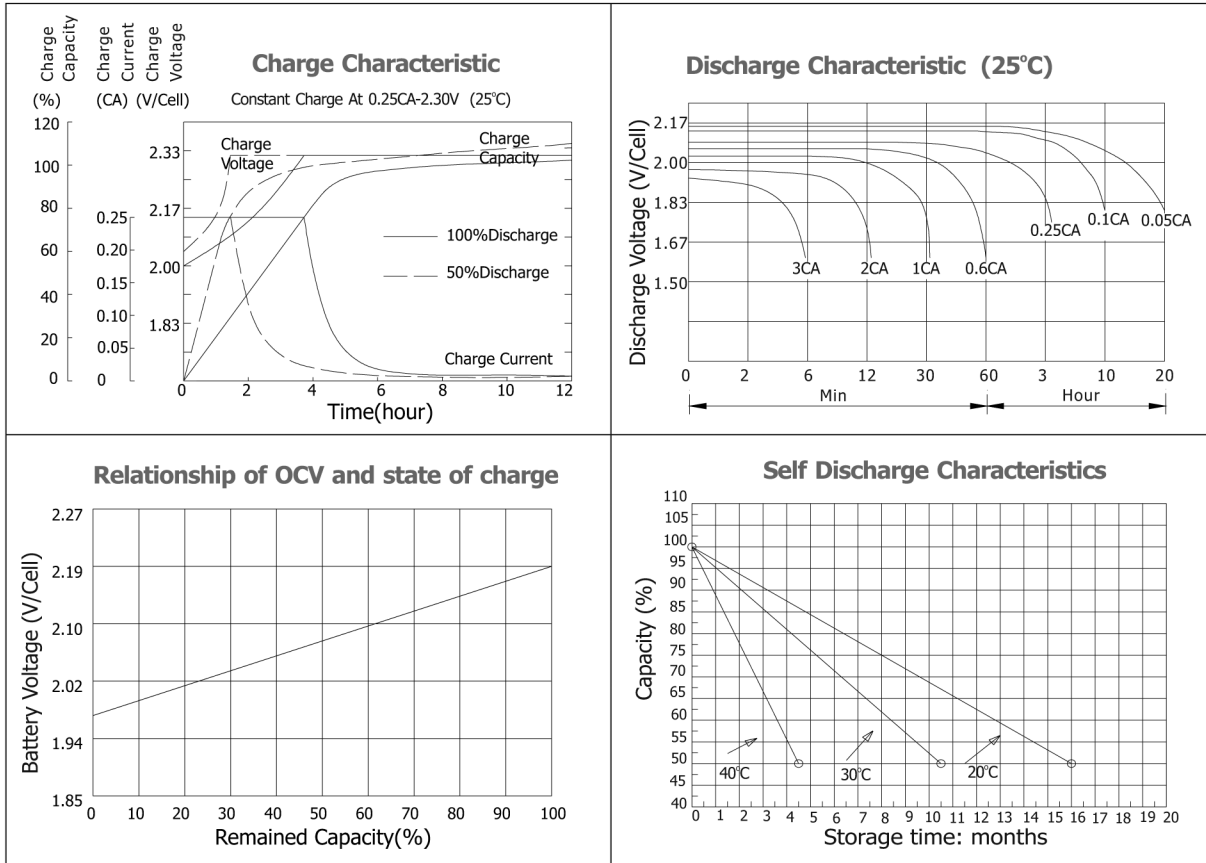 Charge Capacity
Charge Current
Charge Voltage
(%) (CA) (V/Cell)
Charge Characteristic
Constant Charge At 0.25CA-2.30V (25°C)
120
100
80
60
40
20
0
0.25
0.20
0.15
0.10
0.05
0
2.33
2.17
2.00
1.83
Charge Voltage
Charge Capacity
100%Discharge
50%Discharge
Charge Current
0 2 4 6 8 10 12
Time(hour)
Discharge Characteristic (25°C)
Discharge Voltage (V/Cell)
2.17
2.00
1.83
1.67
1.50
3CA 2CA 1CA 0.6CA 0.25CA 0.1CA 0.05CA
0 2 6 12 30 60 3 10 20
Min Hour
Relationship of OCV and state of charge
Battery Voltage (V/Cell)
2.27
2.19
2.10
2.02
1.94
1.85
0 10 20 30 40 50 60 70 80 90 100
Remained Capacity(%)
Self Discharge Characteristics
Capacity (%)
110
105
100
95
90
85
80
75
70
65
60
55
50
45
40
40°C 30°C 20°C
0 1 2 3 4 5 6 7 8 9 10 11 12 13 14 15 16 17 18 19 20
Storage time: months